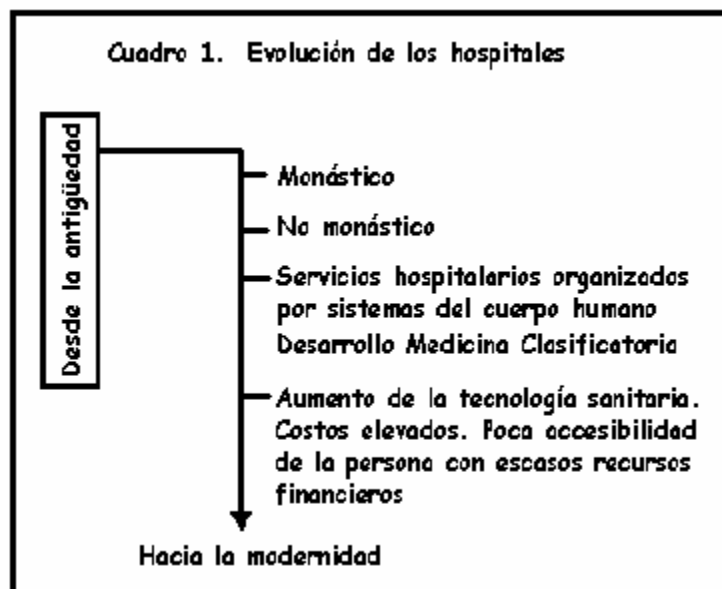 Cuadro 1. Evolución de los hospitales
Desde la antigüedad
Monástico
No monástico
Servicios hospitalarios organizados
por sistemas del cuerpo humano
Desarrollo Medicina Clasificatoria
Aumento de la tecnología sanitaria.
Costos elevados. Poca accesibilidad
de la persona con escasos recursos
financieros
Hacia la modernidad